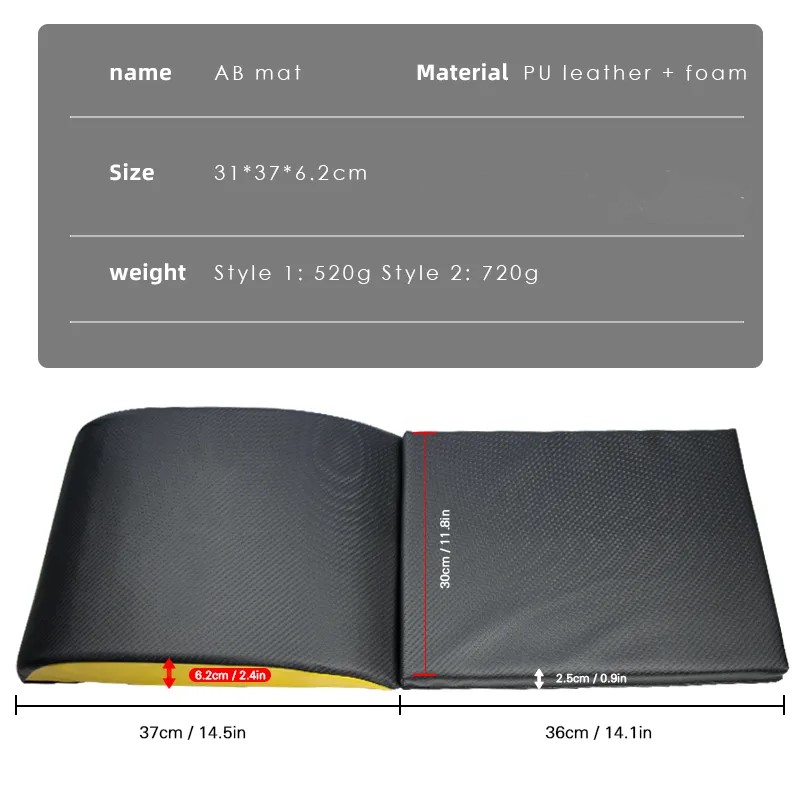 name AB mat Material PU leather + foam
Size 31*37*6.2cm
weight Style 1: 520g Style 2: 720g
30cm / 11.8in
6.2cm / 2.4in
2.5cm / 0.9in
37cm / 14.5in
36cm / 14.1in